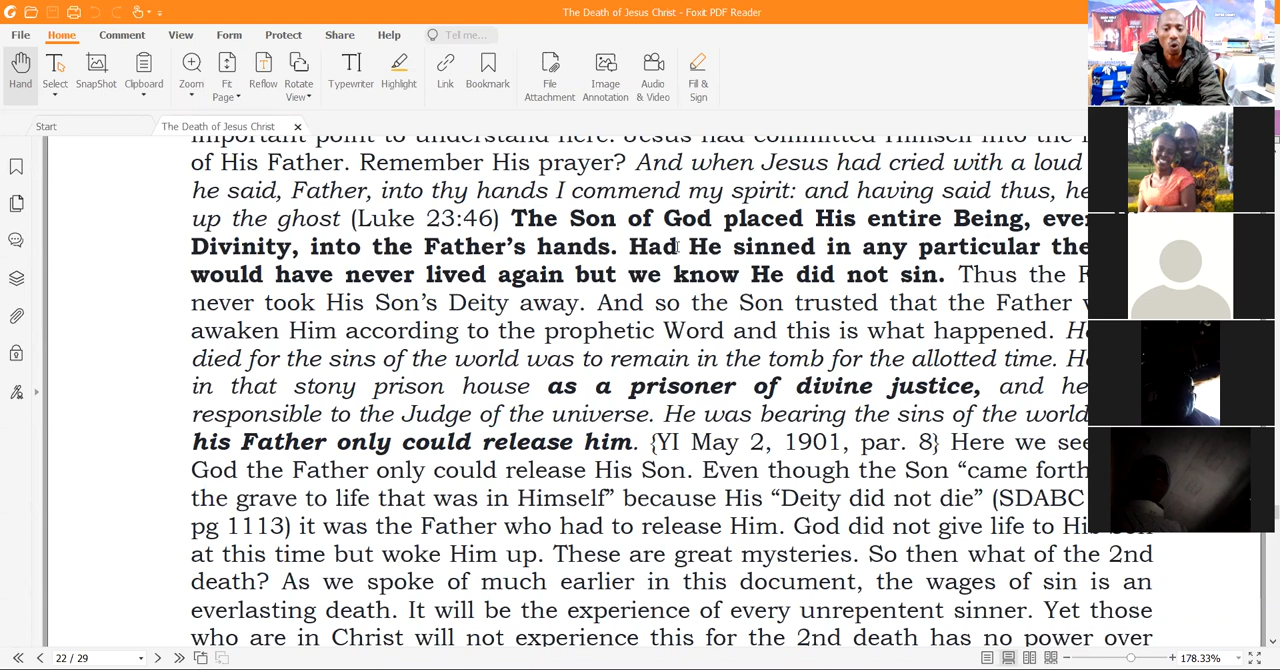 The Death of Jesus Christ - Foxit PDF Reader
File Home Comment View Form Protect Share Help Tell me...
Hand Select SnapShot Clipboard Zoom Fit Page Reflow Rotate View Typewriter Highlight Link Bookmark File Attachment Image Annotation Audio & Video Fill & Sign
Start The Death of Jesus Christ
important point to understand here. Jesus had committed Himself into the
of His Father. Remember His prayer? And when Jesus had cried with a loud
he said, Father, into thy hands I commend my spirit: and having said thus, he
up the ghost (Luke 23:46) The Son of God placed His entire Being,
Divinity, into the Father's hands. Had He sinned in any particular
would have never lived again but we know He did not sin. Thus the
never took His Son's Deity away. And so the Son trusted that the Father
awaken Him according to the prophetic Word and this is what happened.
died for the sins of the world was to remain in the tomb for the allotted time.
in that stony prison house as a prisoner of divine justice, and he
responsible to the Judge of the universe. He was bearing the sins of the world
his Father only could release him. {YI May 2, 1901, par. 8} Here we see
God the Father only could release His Son. Even though the Son "came forth
the grave to life that was in Himself" because His "Deity did not die" (SDABC
pg 1113) it was the Father who had to release Him. God did not give life to His Son
at this time but woke Him up. These are great mysteries. So then what of the 2nd
death? As we spoke of much earlier in this document, the wages of sin is an
everlasting death. It will be the experience of every unrepentent sinner. Yet those
who are in Christ will not experience this for the 2nd death has no power over
22 / 29 178.33%